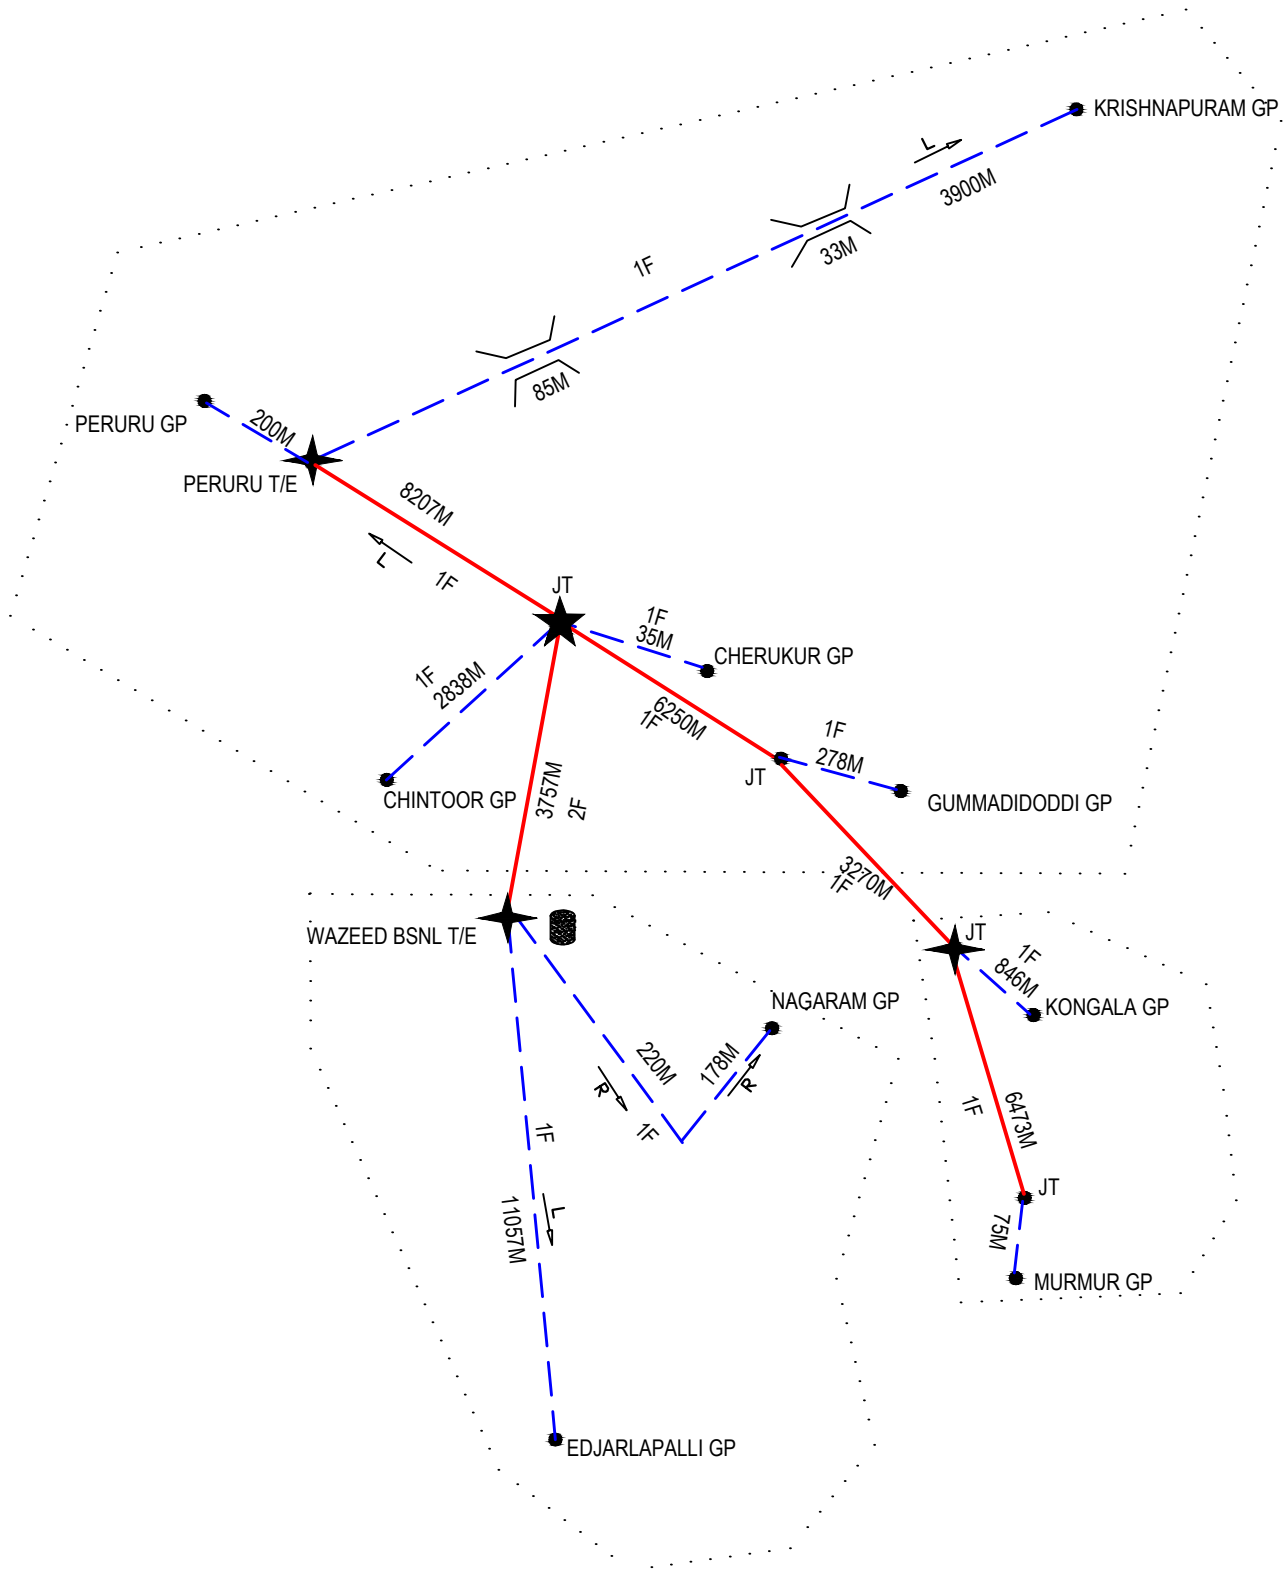 KRISHNAPURAM GP
L
3900M
33M
1F
85M
PERURU GP
200M
PERURU T/E
8207M
L
1F
JT
1F
35M
CHERUKUR GP
1F
2838M
6250M
1F
1F
278M
JT
CHINTOOR GP
GUMMADIDODDI GP
3757M
2F
3270M
1F
WAZEED BSNL T/E
JT
1F
846M
NAGARAM GP
KONGALA GP
220M
178M
R
R
1F
1F
6473M
1F
JT
L
11057M
75M
MURMUR GP
EDJARLAPALLI GP